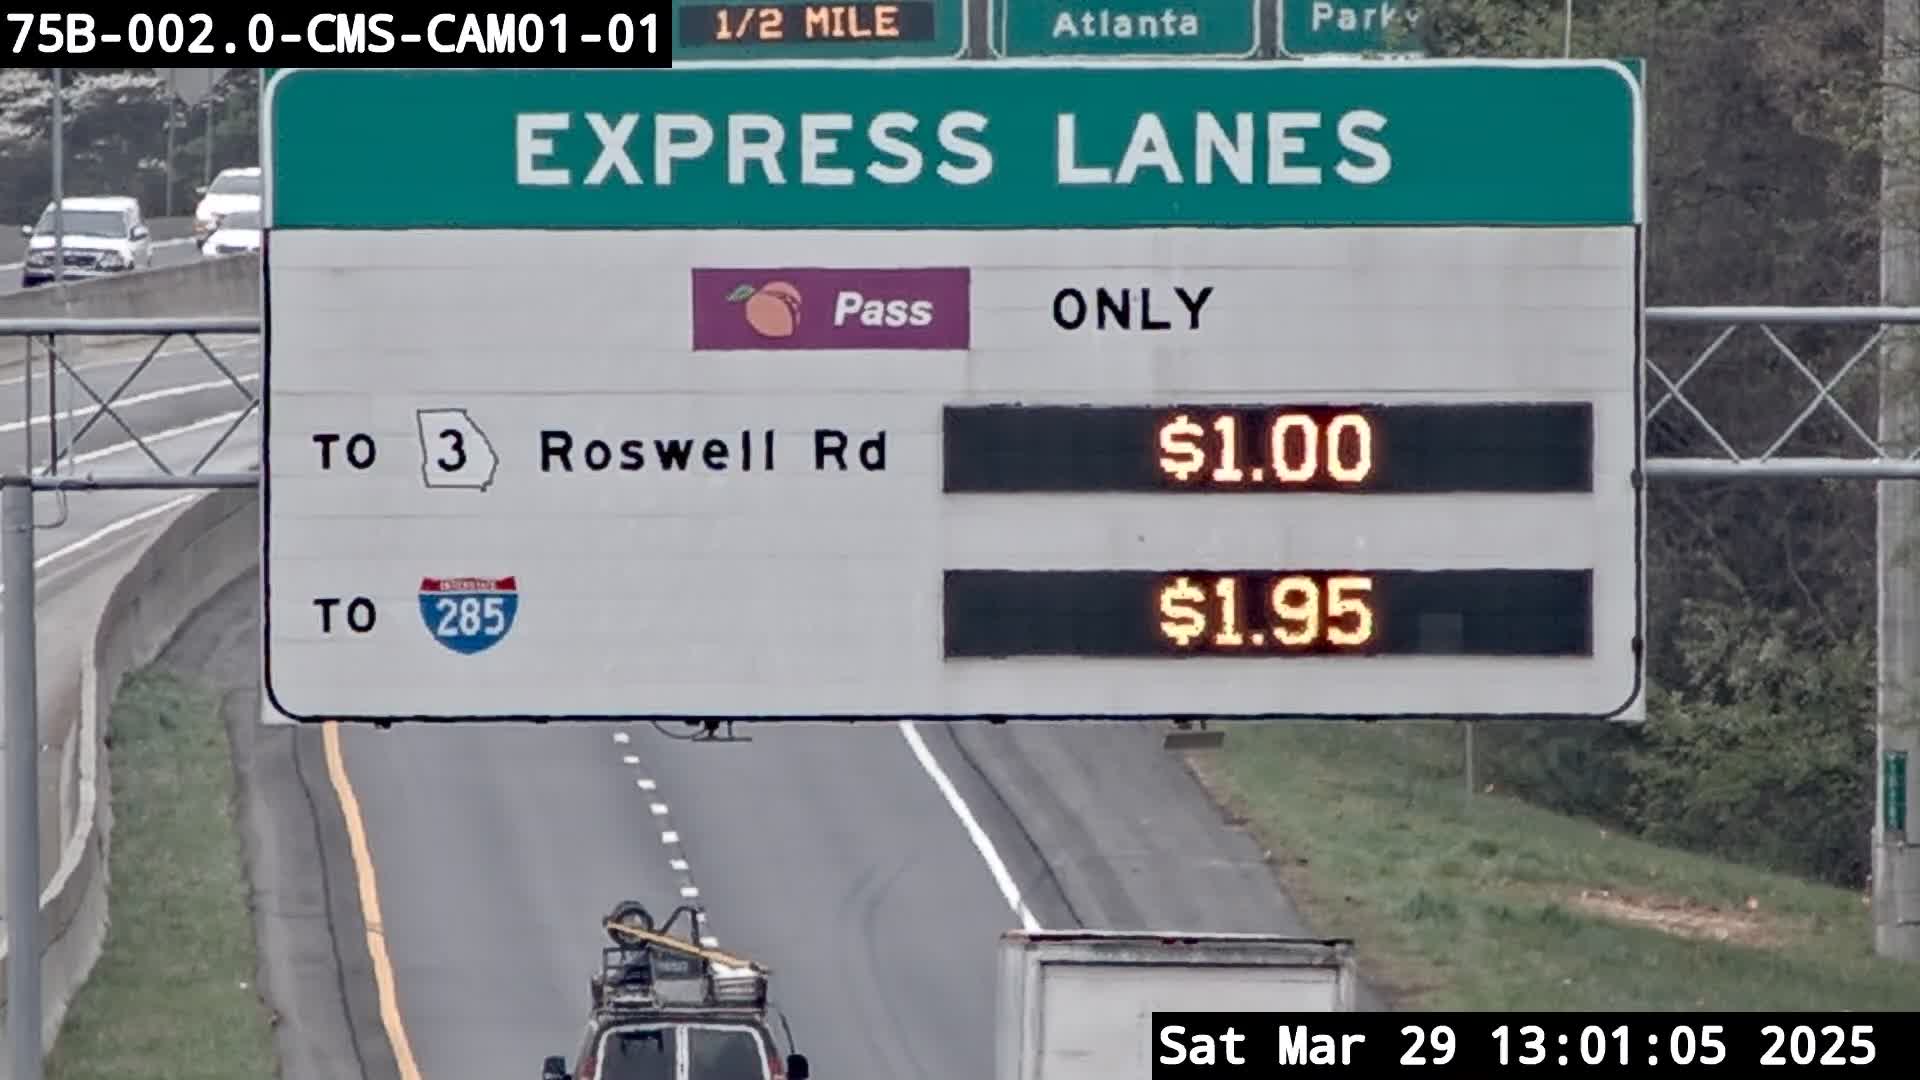 75B-002.0-CMS-CAM01-01
1/2 MILE
Atlanta
EXPRESS LANES
Pass ONLY
TO 3 Roswell Rd $1.00
INTERSTATE
TO 285 $1.95
Sat Mar 29 13:01:05 2025